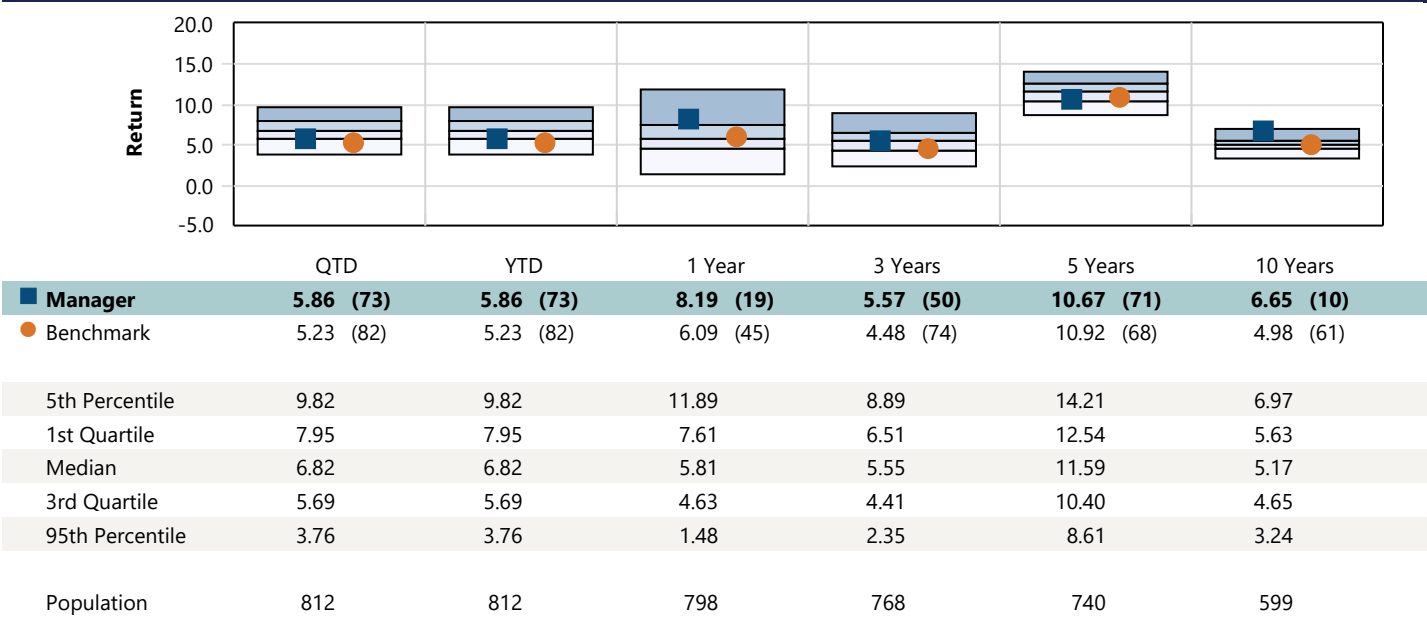 20.0
15.0
10.0
5.0
0.0
-5.0
Return
QTD YTD 1 Year 3 Years 5 Years 10 Years
Manager 5.86 (73) 5.86 (73) 8.19 (19) 5.57 (50) 10.67 (71) 6.65 (10)
Benchmark 5.23 (82) 5.23 (82) 6.09 (45) 4.48 (74) 10.92 (68) 4.98 (61)
5th Percentile 9.82 9.82 11.89 8.89 14.21 6.97
1st Quartile 7.95 7.95 7.61 6.51 12.54 5.63
Median 6.82 6.82 5.81 5.55 11.59 5.17
3rd Quartile 5.69 5.69 4.63 4.41 10.40 4.65
95th Percentile 3.76 3.76 1.48 2.35 8.61 3.24
Population 812 812 798 768 740 599